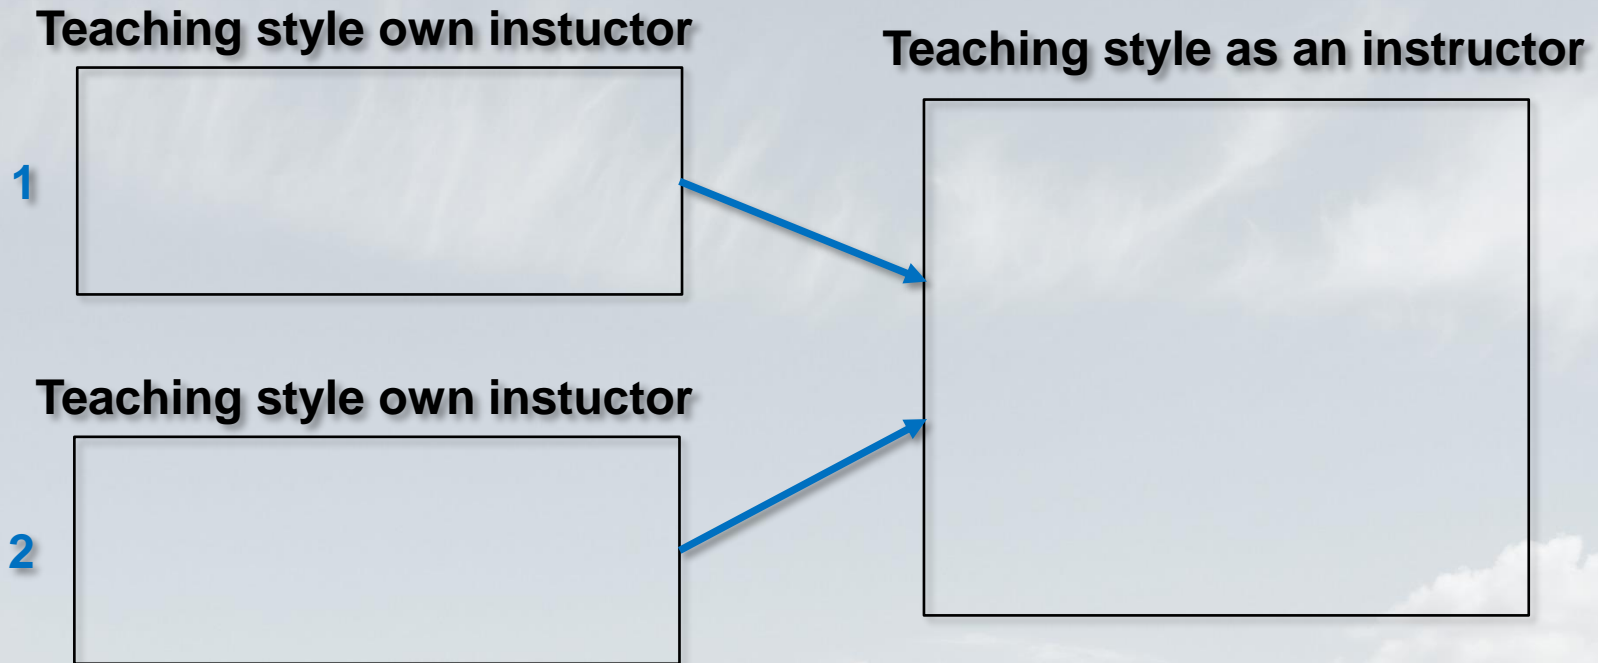 Teaching style own instuctor
Teaching style as an instructor
1
Teaching style own instuctor
2